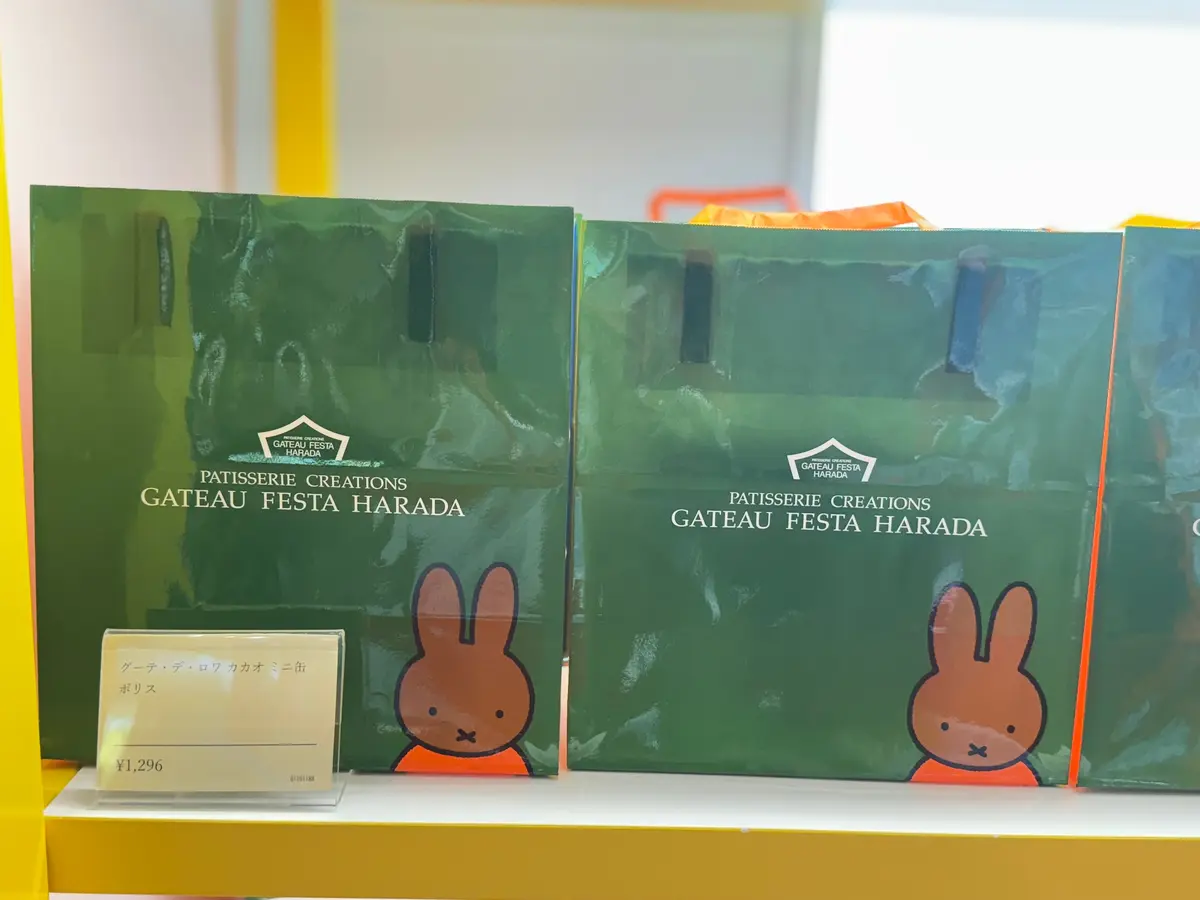 PATISSERIE CREATIONS
GATEAU FESTA
HARADA
PATISSERIE CREATIONS
GATEAU FESTA HARADA
PATISSERIE CREATIONS
GATEAU FESTA
HARADA
PATISSERIE CREATIONS
GATEAU FESTA HARADA
グーテ・デ・ロワ カカオ ミニ缶
ボリス
¥1,296